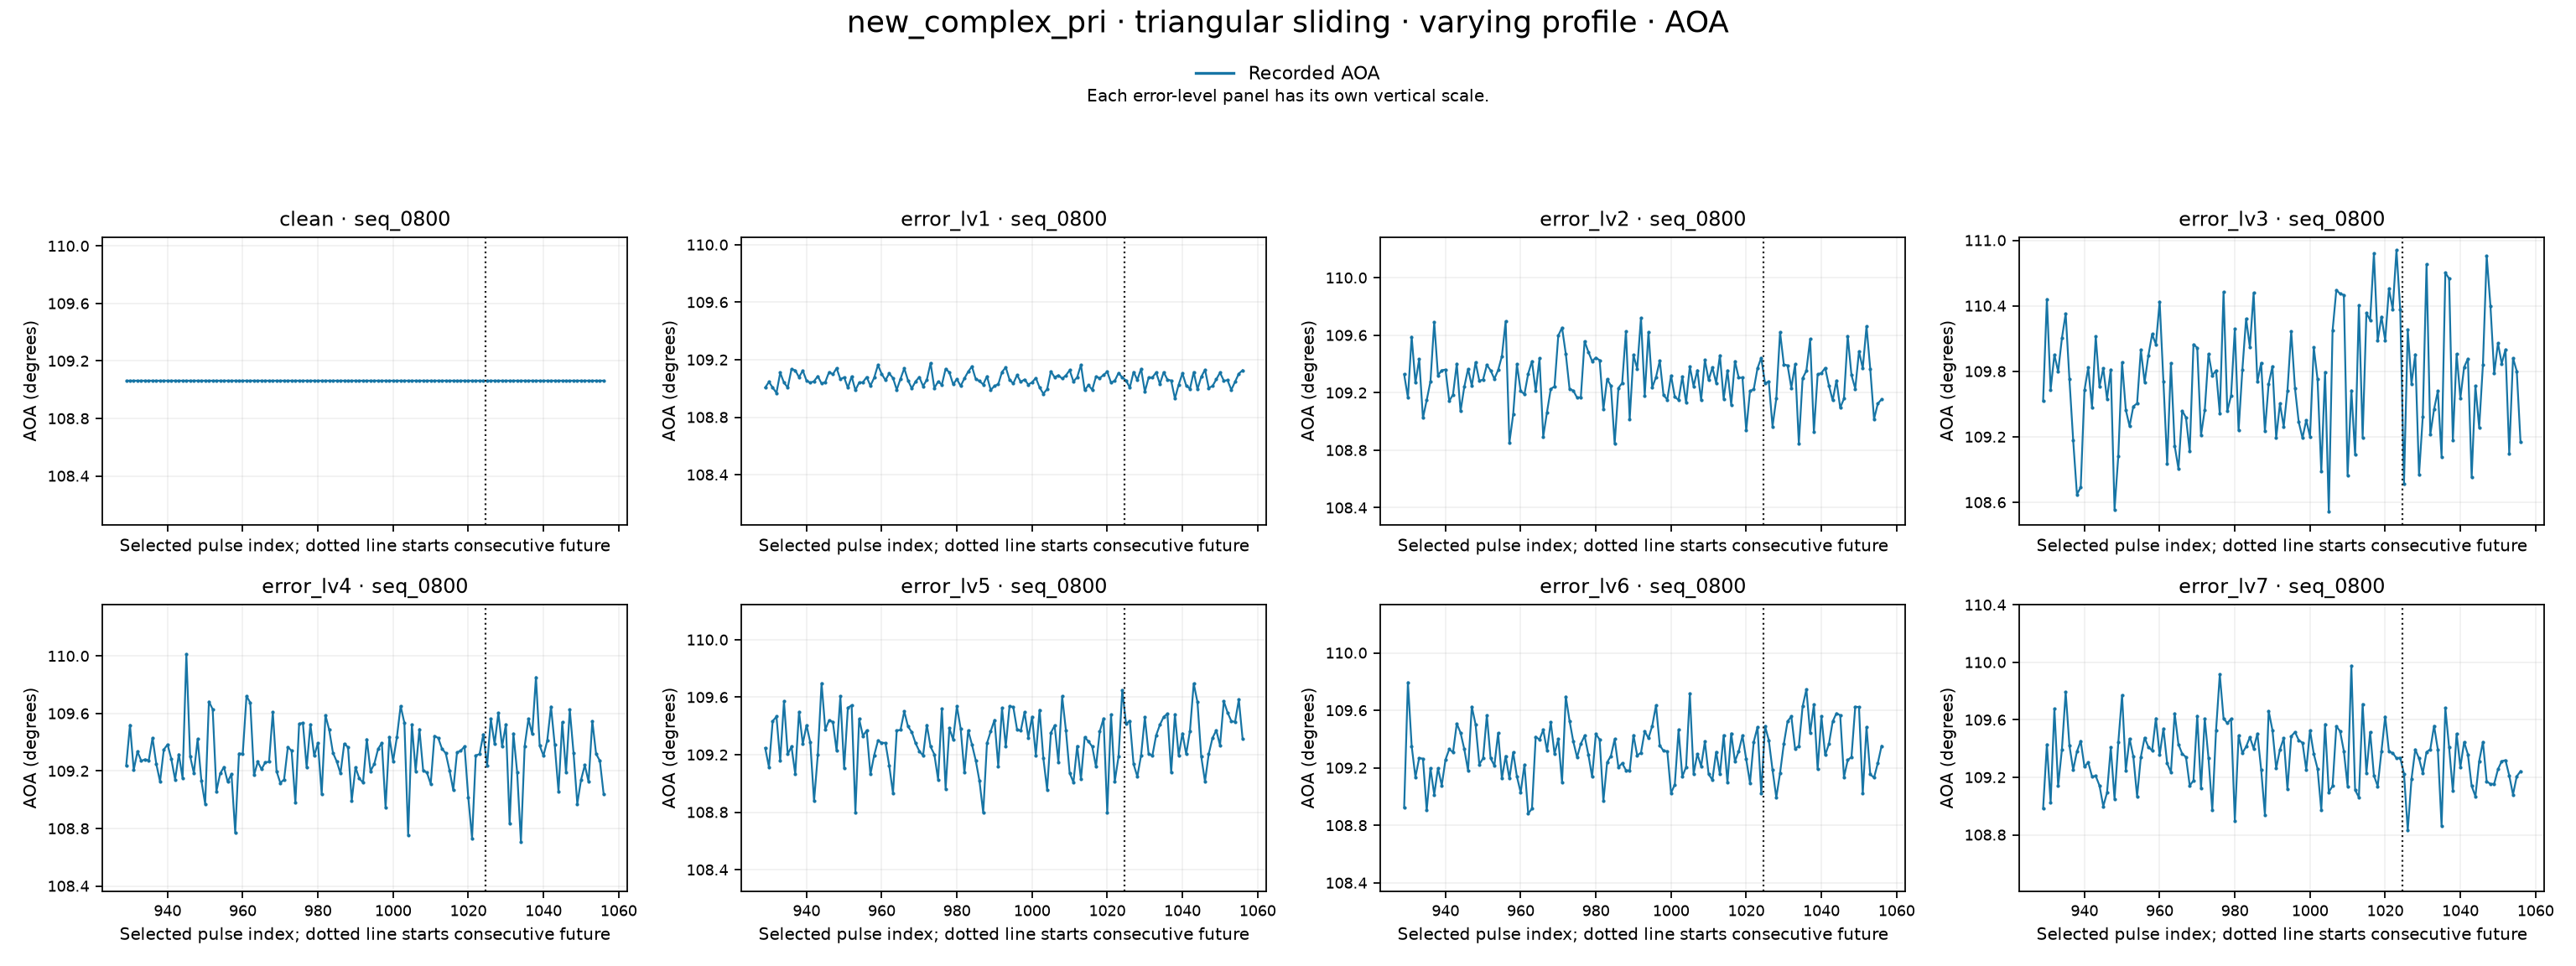 new_complex_pri · triangular sliding · varying profile · AOA
Recorded AOA
Each error-level panel has its own vertical scale.
clean · seq_0800
110.0
109.6
109.2
108.8
108.4
AOA (degrees)
Selected pulse index; dotted line starts consecutive future
error_lv1 · seq_0800
110.0
109.6
109.2
108.8
108.4
AOA (degrees)
Selected pulse index; dotted line starts consecutive future
error_lv2 · seq_0800
110.0
109.6
109.2
108.8
108.4
AOA (degrees)
Selected pulse index; dotted line starts consecutive future
error_lv3 · seq_0800
111.0
110.4
109.8
109.2
108.6
AOA (degrees)
Selected pulse index; dotted line starts consecutive future
error_lv4 · seq_0800
110.0
109.6
109.2
108.8
108.4
AOA (degrees)
940 960 980 1000 1020 1040 1060
Selected pulse index; dotted line starts consecutive future
error_lv5 · seq_0800
110.0
109.6
109.2
108.8
108.4
AOA (degrees)
940 960 980 1000 1020 1040 1060
Selected pulse index; dotted line starts consecutive future
error_lv6 · seq_0800
110.0
109.6
109.2
108.8
108.4
AOA (degrees)
940 960 980 1000 1020 1040 1060
Selected pulse index; dotted line starts consecutive future
error_lv7 · seq_0800
110.4
110.0
109.6
109.2
108.8
AOA (degrees)
940 960 980 1000 1020 1040 1060
Selected pulse index; dotted line starts consecutive future